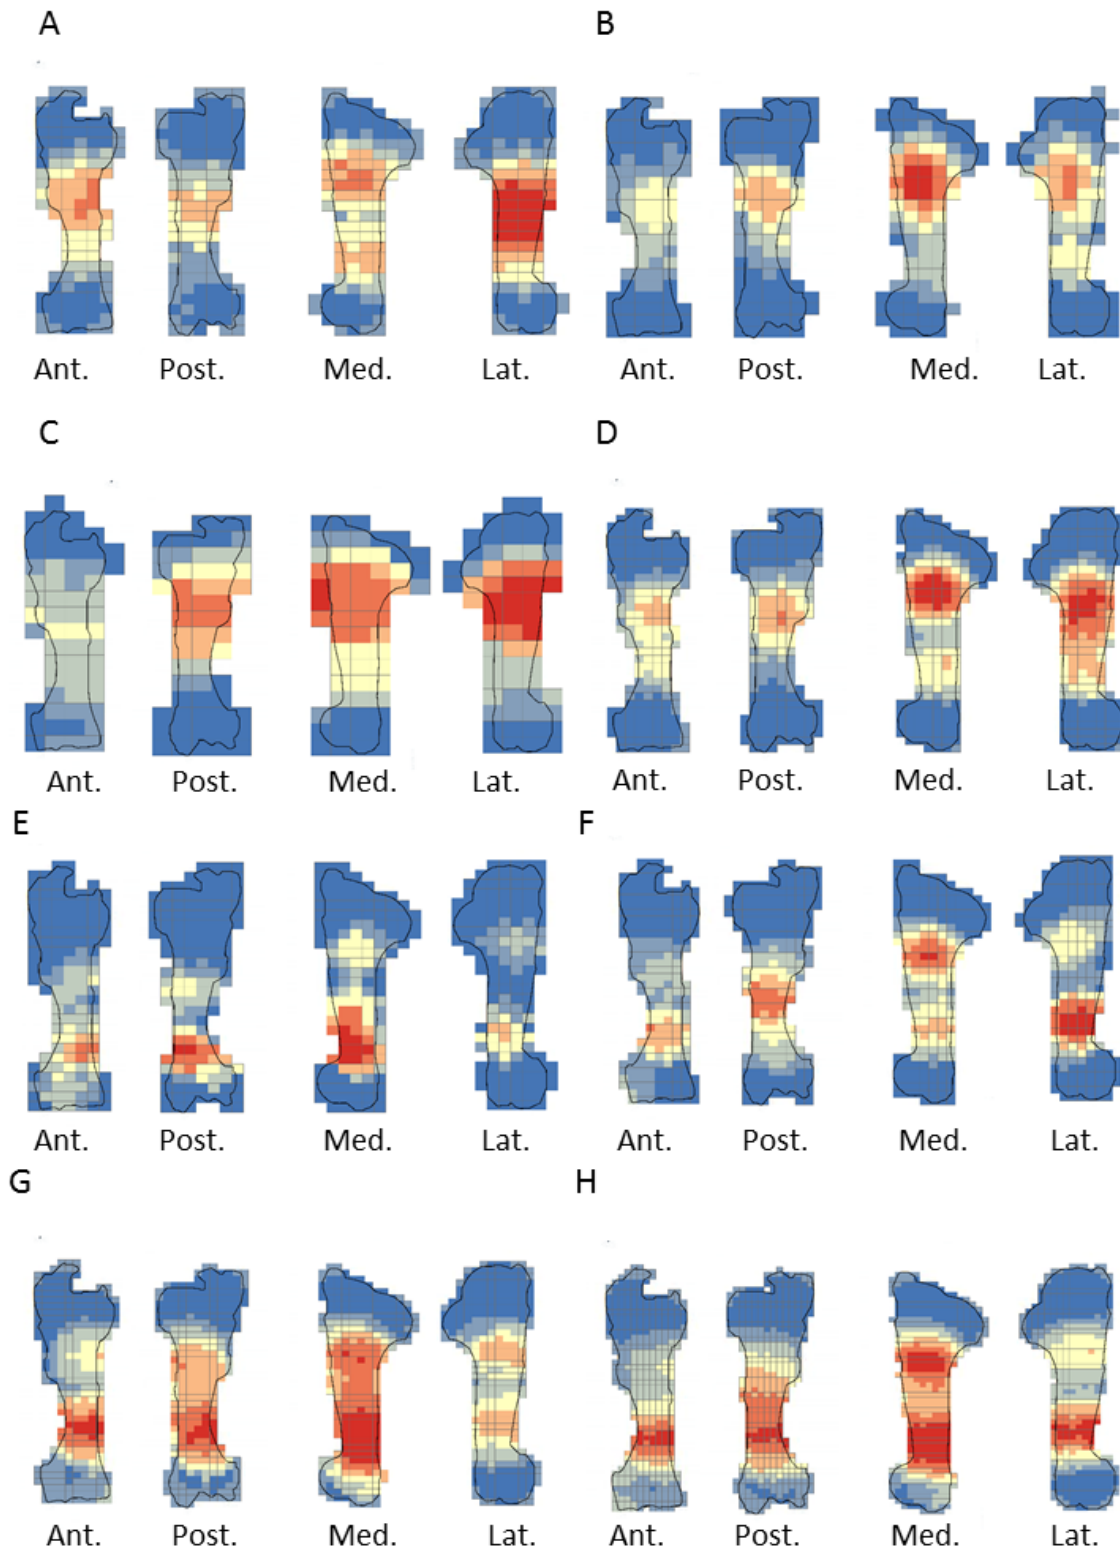 A B
Ant. Post. Med. Lat. Ant. Post. Med. Lat.
C D
Ant. Post. Med. Lat. Ant. Post. Med. Lat.
E F
Ant. Post. Med. Lat. Ant. Post. Med. Lat.
G H
Ant. Post. Med. Lat. Ant. Post. Med. Lat.